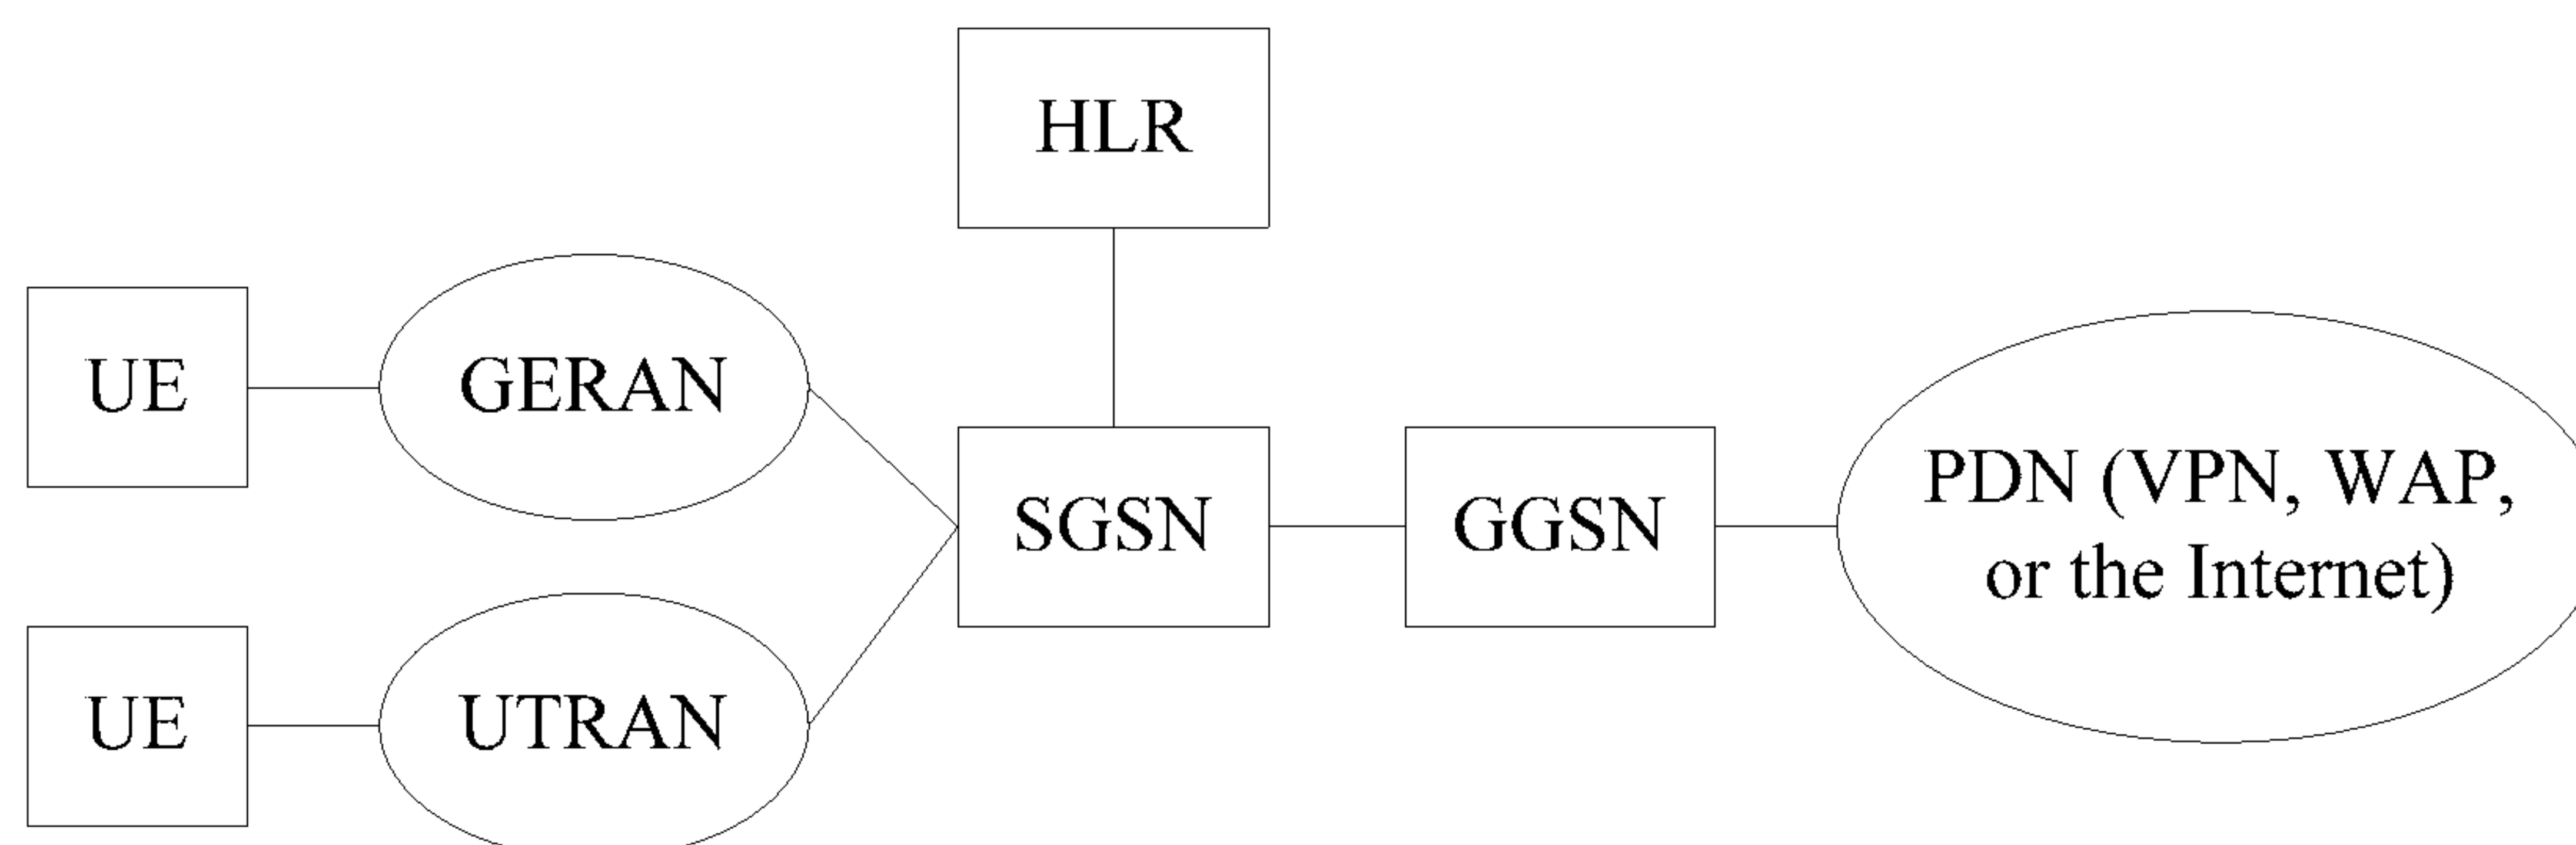 HLR
UE
GERAN
SGSN
GGSN
PDN (VPN, WAP,
or the Internet)
UE
UTRAN